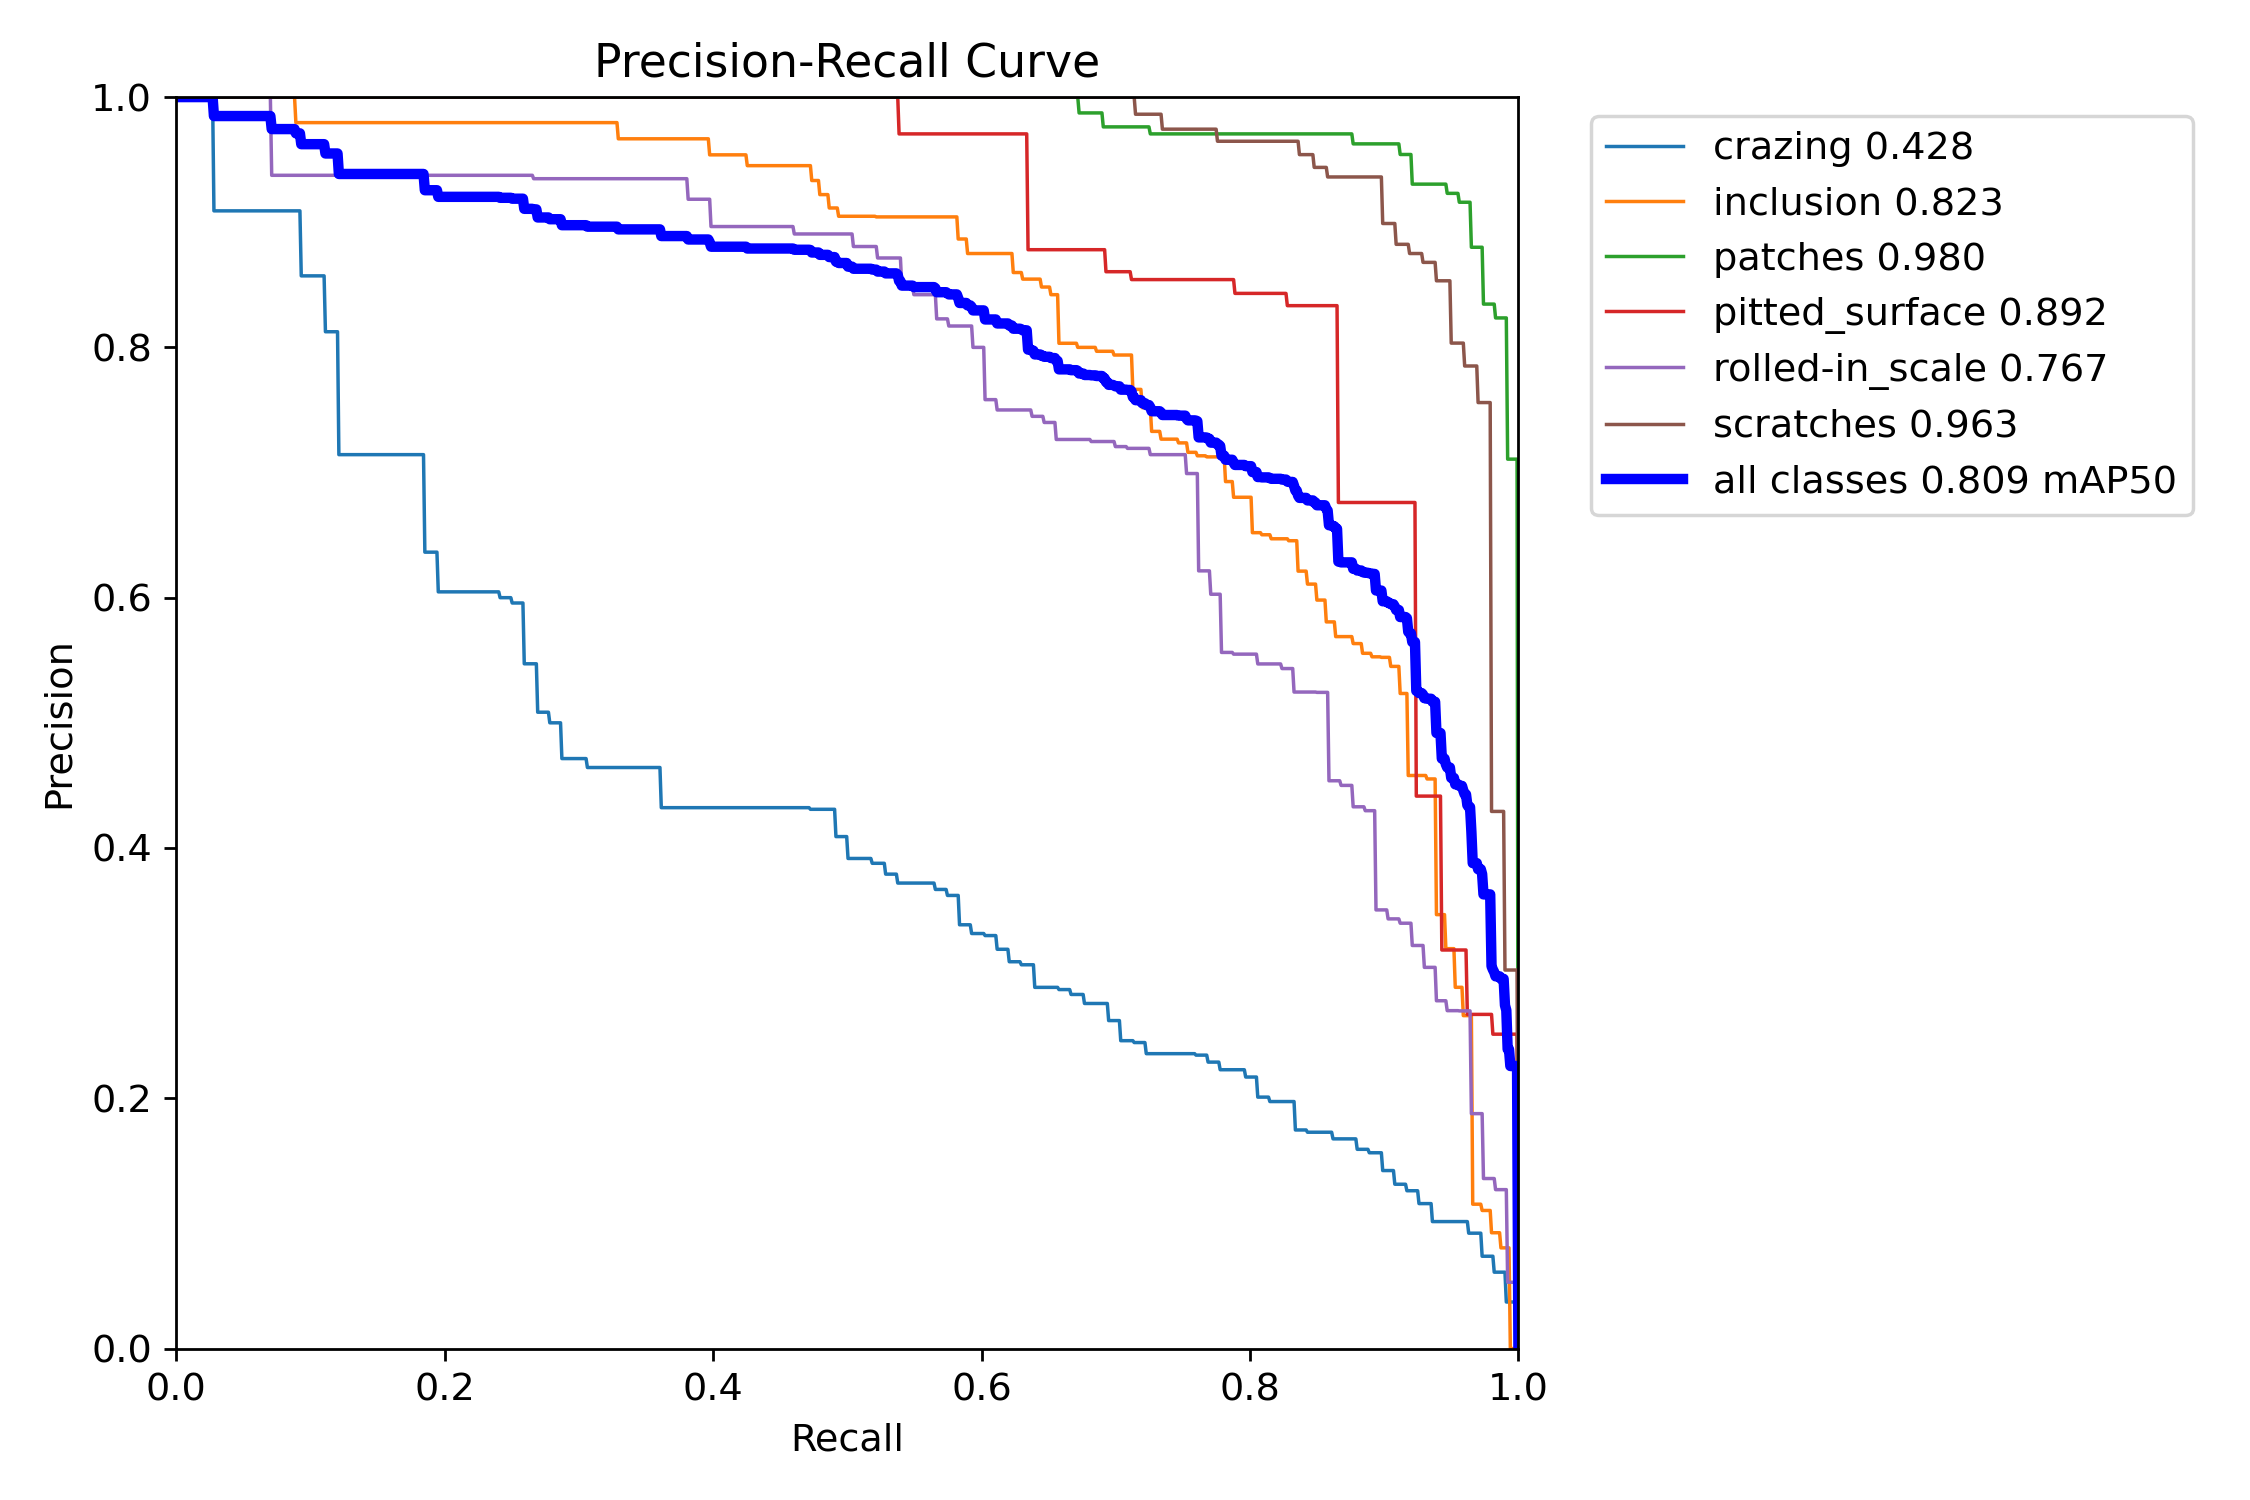 Precision-Recall Curve
1.0
0.8
0.6
0.4
0.2
0.0
Precision
0.0 0.2 0.4 0.6 0.8 1.0
Recall
crazing 0.428
inclusion 0.823
patches 0.980
pitted_surface 0.892
rolled-in_scale 0.767
scratches 0.963
all classes 0.809 mAP50